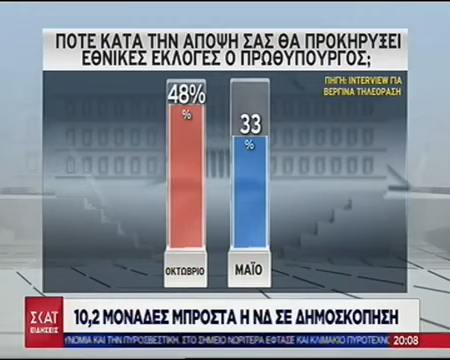 ΠΟΤΕ ΚΑΤΑ ΤΗΝ ΑΠΟΨΗ ΣΑΣ ΘΑ ΠΡΟΚΗΡΥΞΕΙ
ΕΘΝΙΚΕΣ ΕΚΛΟΓΕΣ Ο ΠΡΩΘΥΠΟΥΡΓΟΣ;
ΠΗΓΗ: INTERVIEW ΓΙΑ
ΒΕΡΓΙΝΑ ΤΗΛΕΟΡΑΣΗ
48%
%
33
%
ΟΚΤΩΒΡΙΟ
ΜΑΪΟ
ΣΚΑΪ
ΕΙΔΗΣΕΙΣ
10,2 ΜΟΝΑΔΕΣ ΜΠΡΟΣΤΑ Η ΝΔ ΣΕ ΔΗΜΟΣΚΟΠΗΣΗ
ΥΝΟΜΙΑ ΚΑΙ ΤΗΝ ΠΥΡΟΣΒΕΣΤΙΚΗ. ΣΤΟ ΣΗΜΕΙΟ ΝΩΡΙΤΕΡΑ ΕΦΤΑΣΕ ΚΑΙ ΚΛΙΜΑΚΙΟ ΠΥΡΟΤΕΧΝΟ
20:08